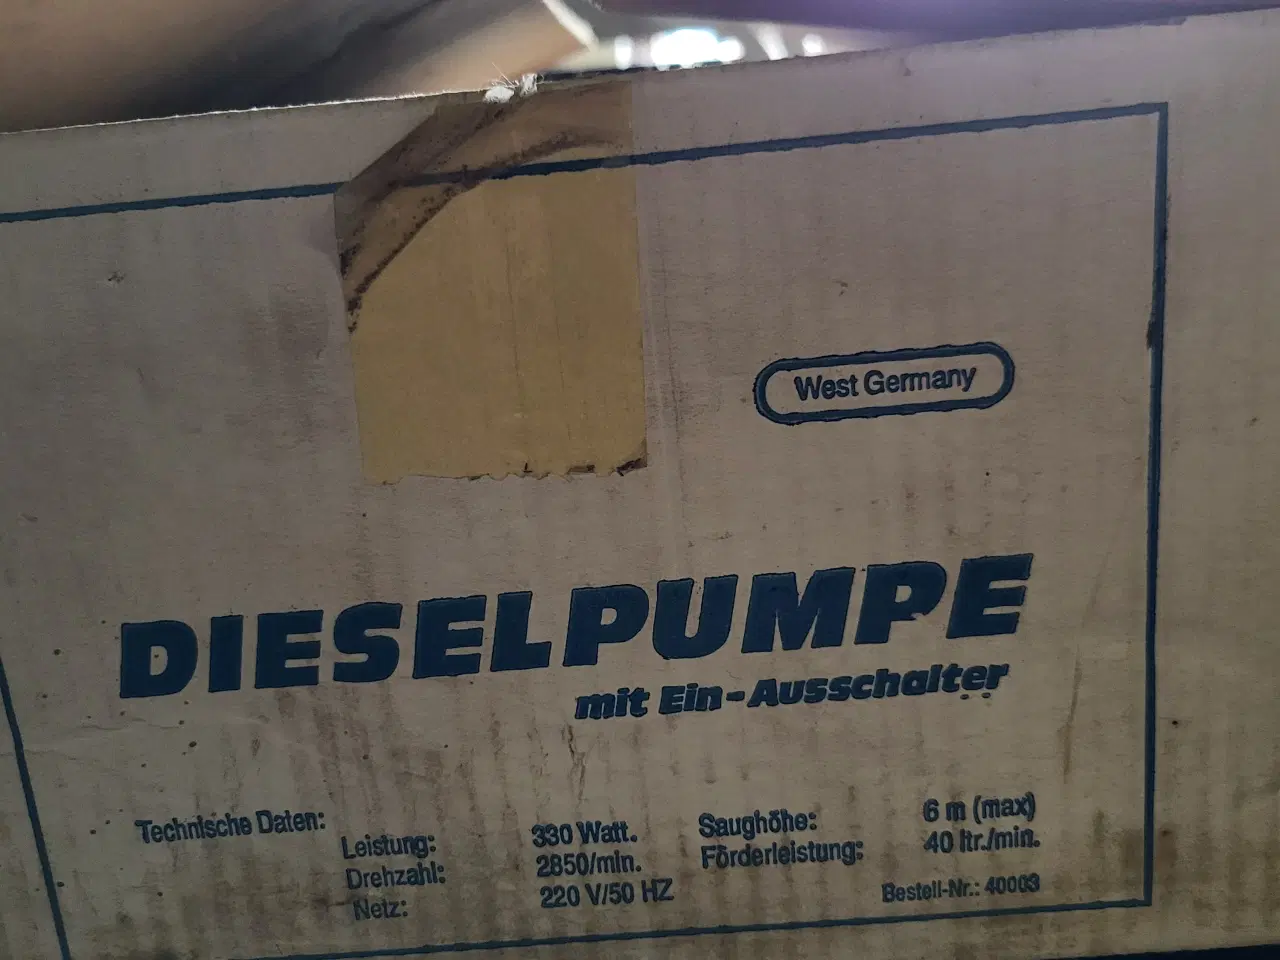 West Germany
DIESELPUMPE
mit Ein-Ausschalter
Technische Daten:
Leistung: 330 Watt.
Drehzahl: 2850/min.
Netz: 220 V/50 HZ
Saughöhe: 6 m (max)
Förderleistung: 40 ltr./min.
Bestell-Nr.: 40003